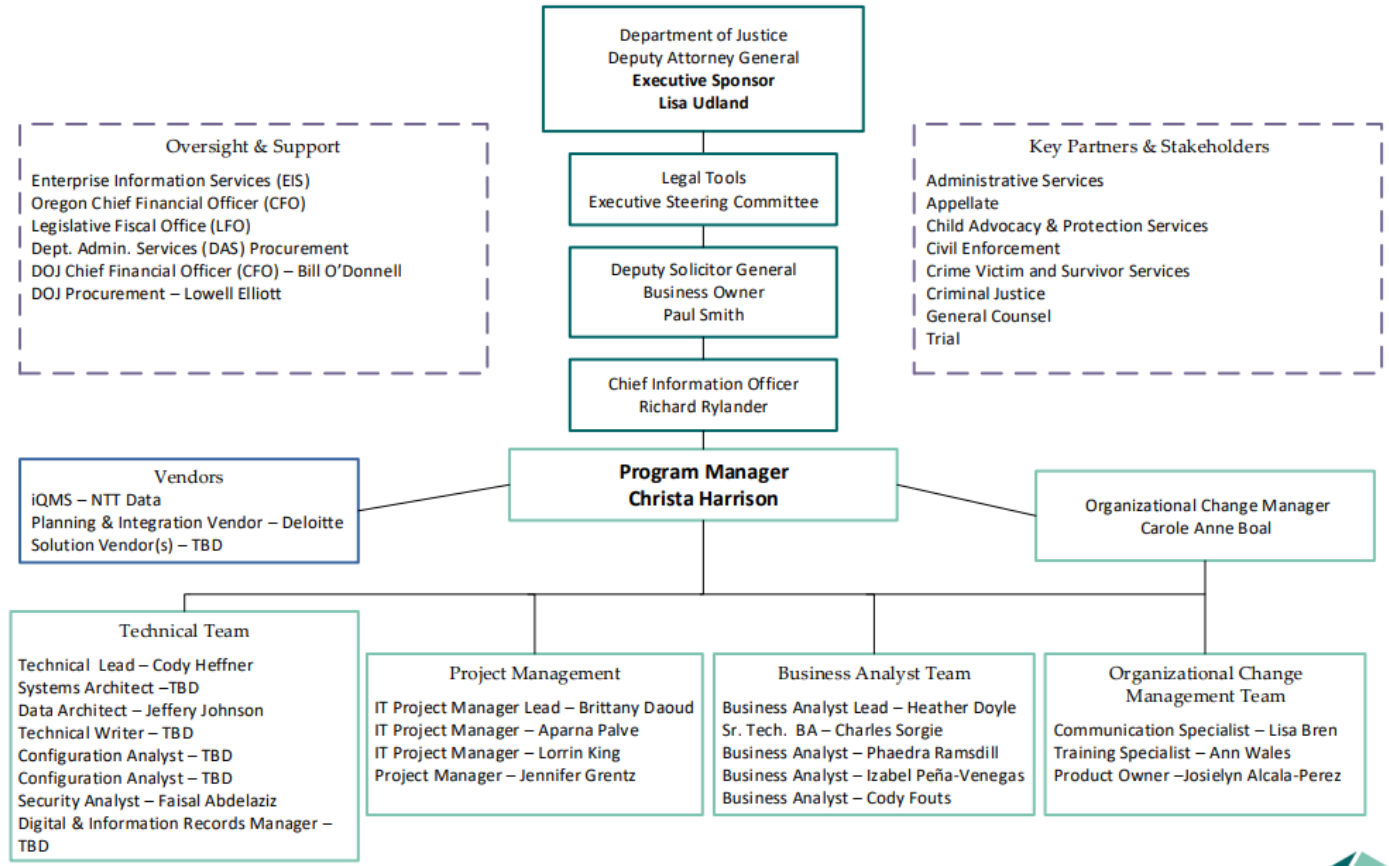 Department of Justice
Deputy Attorney General
Executive Sponsor
Lisa Udland
Oversight & Support
Enterprise Information Services (EIS)
Oregon Chief Financial Officer (CFO)
Legislative Fiscal Office (LFO)
Dept. Admin. Services (DAS) Procurement
DOJ Chief Financial Officer (CFO) – Bill O’Donnell
DOJ Procurement – Lowell Elliott
Legal Tools
Executive Steering Committee
Deputy Solicitor General
Business Owner
Paul Smith
Chief Information Officer
Richard Rylander
Key Partners & Stakeholders
Administrative Services
Appellate
Child Advocacy & Protection Services
Civil Enforcement
Crime Victim and Survivor Services
Criminal Justice
General Counsel
Trial
Vendors
iQMS – NTT Data
Planning & Integration Vendor – Deloitte
Solution Vendor(s) – TBD
Program Manager
Christa Harrison
Organizational Change Manager
Carole Anne Boal
Technical Team
Technical Lead – Cody Heffner
Systems Architect –TBD
Data Architect – Jeffery Johnson
Technical Writer – TBD
Configuration Analyst – TBD
Configuration Analyst – TBD
Security Analyst – Faisal Abdelaziz
Digital & Information Records Manager –
TBD
Project Management
IT Project Manager Lead – Brittany Daoud
IT Project Manager – Aparna Palve
IT Project Manager – Lorrin King
Project Manager – Jennifer Grentz
Business Analyst Team
Business Analyst Lead – Heather Doyle
Sr. Tech. BA – Charles Sorgie
Business Analyst – Phaedra Ramsdill
Business Analyst – Izabel Peña-Venegas
Business Analyst – Cody Fouts
Organizational Change
Management Team
Communication Specialist – Lisa Bren
Training Specialist – Ann Wales
Product Owner –Josielyn Alcala-Perez